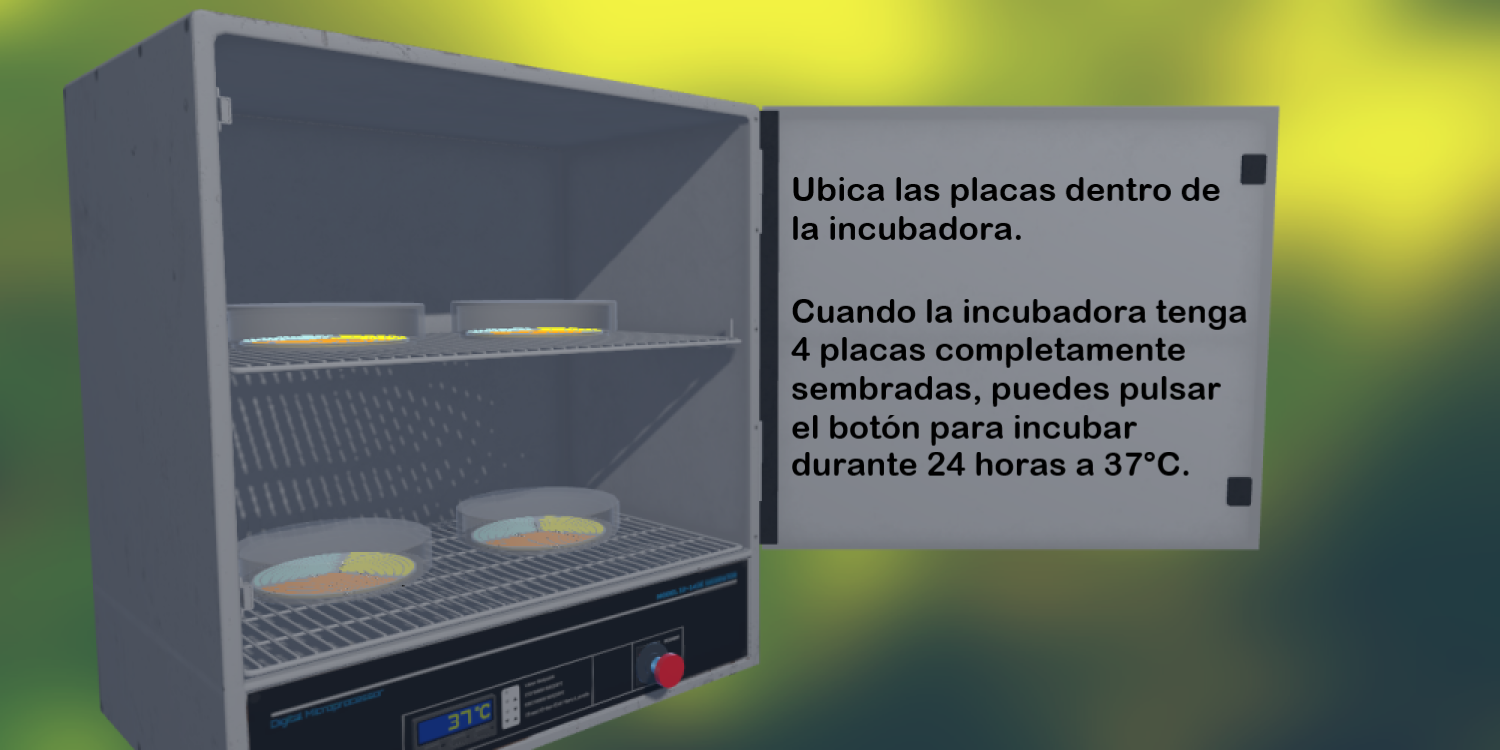 Ubica las placas dentro de
la incubadora.
Cuando la incubadora tenga
4 placas completamente
sembradas, puedes pulsar
el botón para incubar
durante 24 horas a 37°C.
Digital Microprocessor
37°C